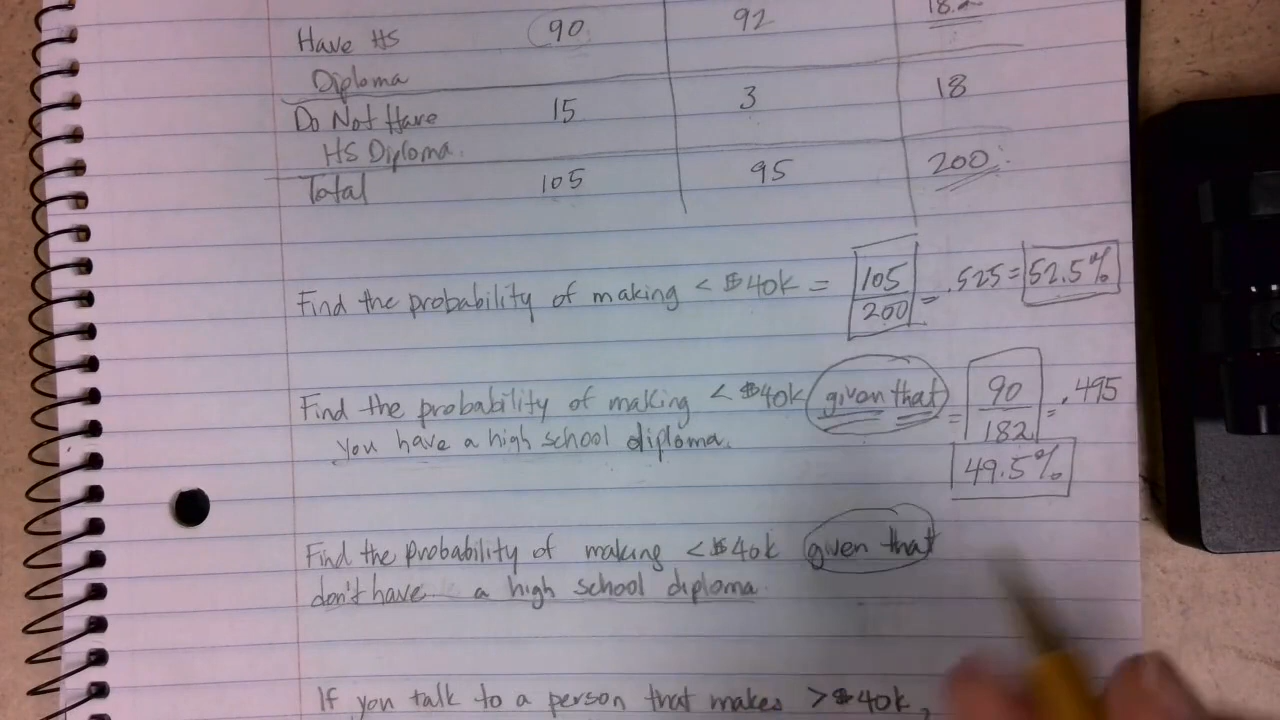 Have HS 90 92 182
Diploma
Do Not Have 15 3 18
HS Diploma.
Total 105 95 200
Find the probability of making < $40k = 105/200 = .525 = 52.5%
Find the probability of making < $40k given that = 90/182 = .495
you have a high school diploma. 49.5%
Find the probability of making < $40k given that
don't have a high school diploma.
If you talk to a person that makes > $40k,